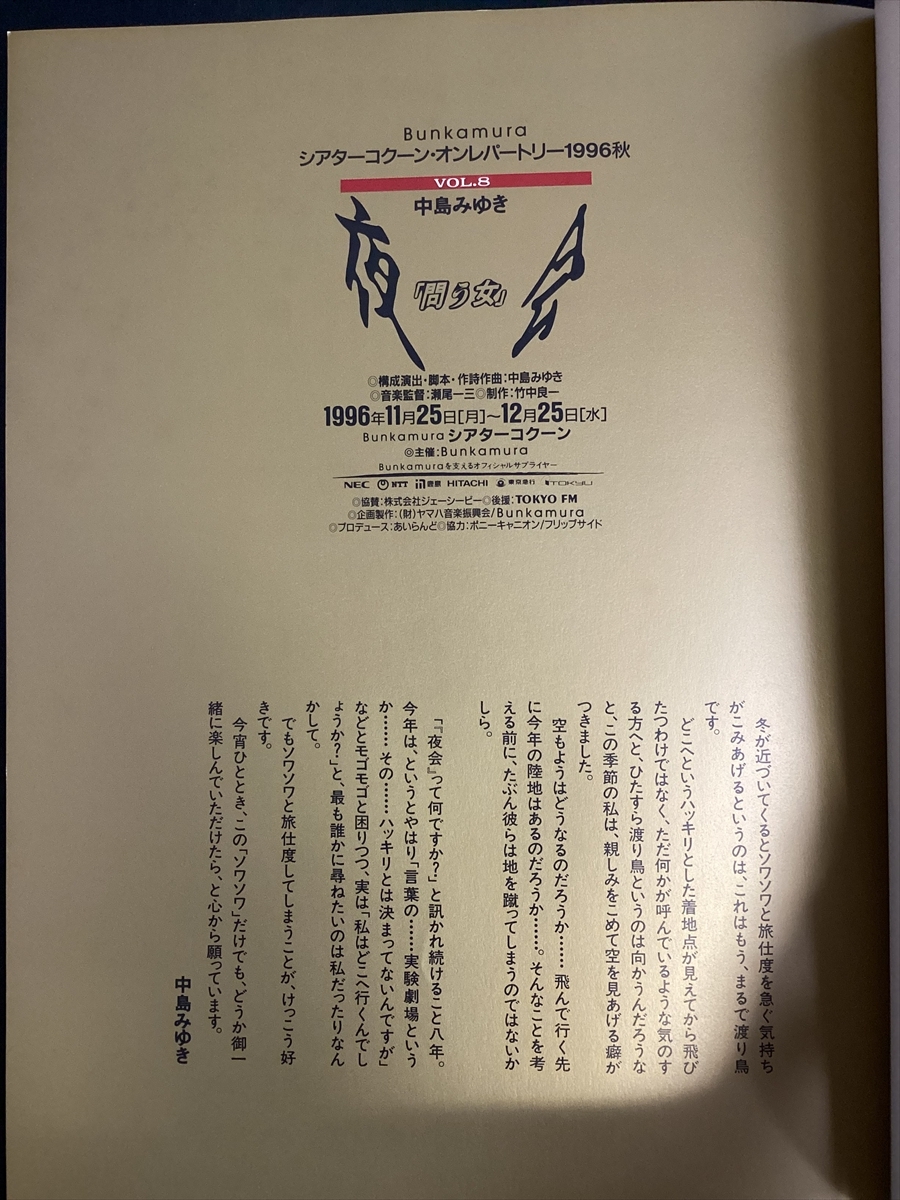 Bunkamura
シアターコクーン・オンレパートリー1996秋
VOL.8
中島みゆき
夜会
「問う女」
◎構成演出・脚本・作詩作曲:中島みゆき
◎音楽監督:瀬尾一三◎制作:竹中良一
1996年11月25日[月]~12月25日[水]
Bunkamuraシアターコクーン
◎主催:Bunkamura
Bunkamuraを支えるオフィシャルサプライヤー
NEC NTT HITACHI 東京急行 TOKYU
◎協賛:株式会社ジェーシービー◎後援:TOKYO FM
◎企画製作:(財)ヤマハ音楽振興会/Bunkamura
◎プロデュース:あいらんど◎協力:ポニーキャニオン/フリップサイド
冬が近づいてくるとソワソワと旅仕度を急ぐ気持ち
がこみあげるというのは、これはもう、まるで渡り鳥
です。
どこへというハッキリとした着地点が見えてから飛び
たつわけではなく、ただ何かが呼んでいるような気のす
る方へと、ひたすら渡り鳥というのは向かうんだろうな
と、この季節の私は、親しみをこめて空を見あげる癖が
つきました。
空もようはどうなるのだろうか……飛んで行く先
に今年の陸地はあるのだろうか……。そんなことを考
える前に、たぶん彼らは地を蹴ってしまうのではないか
しら。
「『夜会』って何ですか?」と訊かれ続けること八年。
今年は、というとやはり「言葉の……実験劇場という
か……その……ハッキリとは決まってないんですが」
などとモゴモゴと困りつつ、実は「私はどこへ行くんでし
ょうか?」と、最も誰かに尋ねたいのは私だったりなん
かして。
でもソワソワと旅仕度してしまうことが、けっこう好
きです。
今宵ひととき、この「ソワソワ」だけでも、どうか御一
緒に楽しんでいただけたら、と心から願っています。
中島みゆき